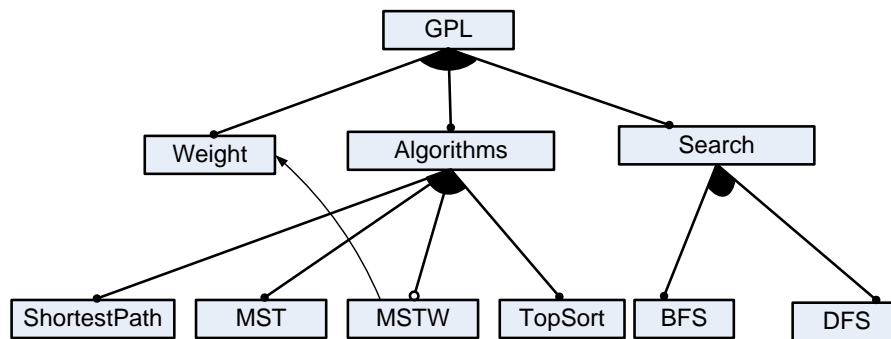 GPL
Weight
Algorithms
Search
ShortestPath
MST
MSTW
TopSort
BFS
DFS